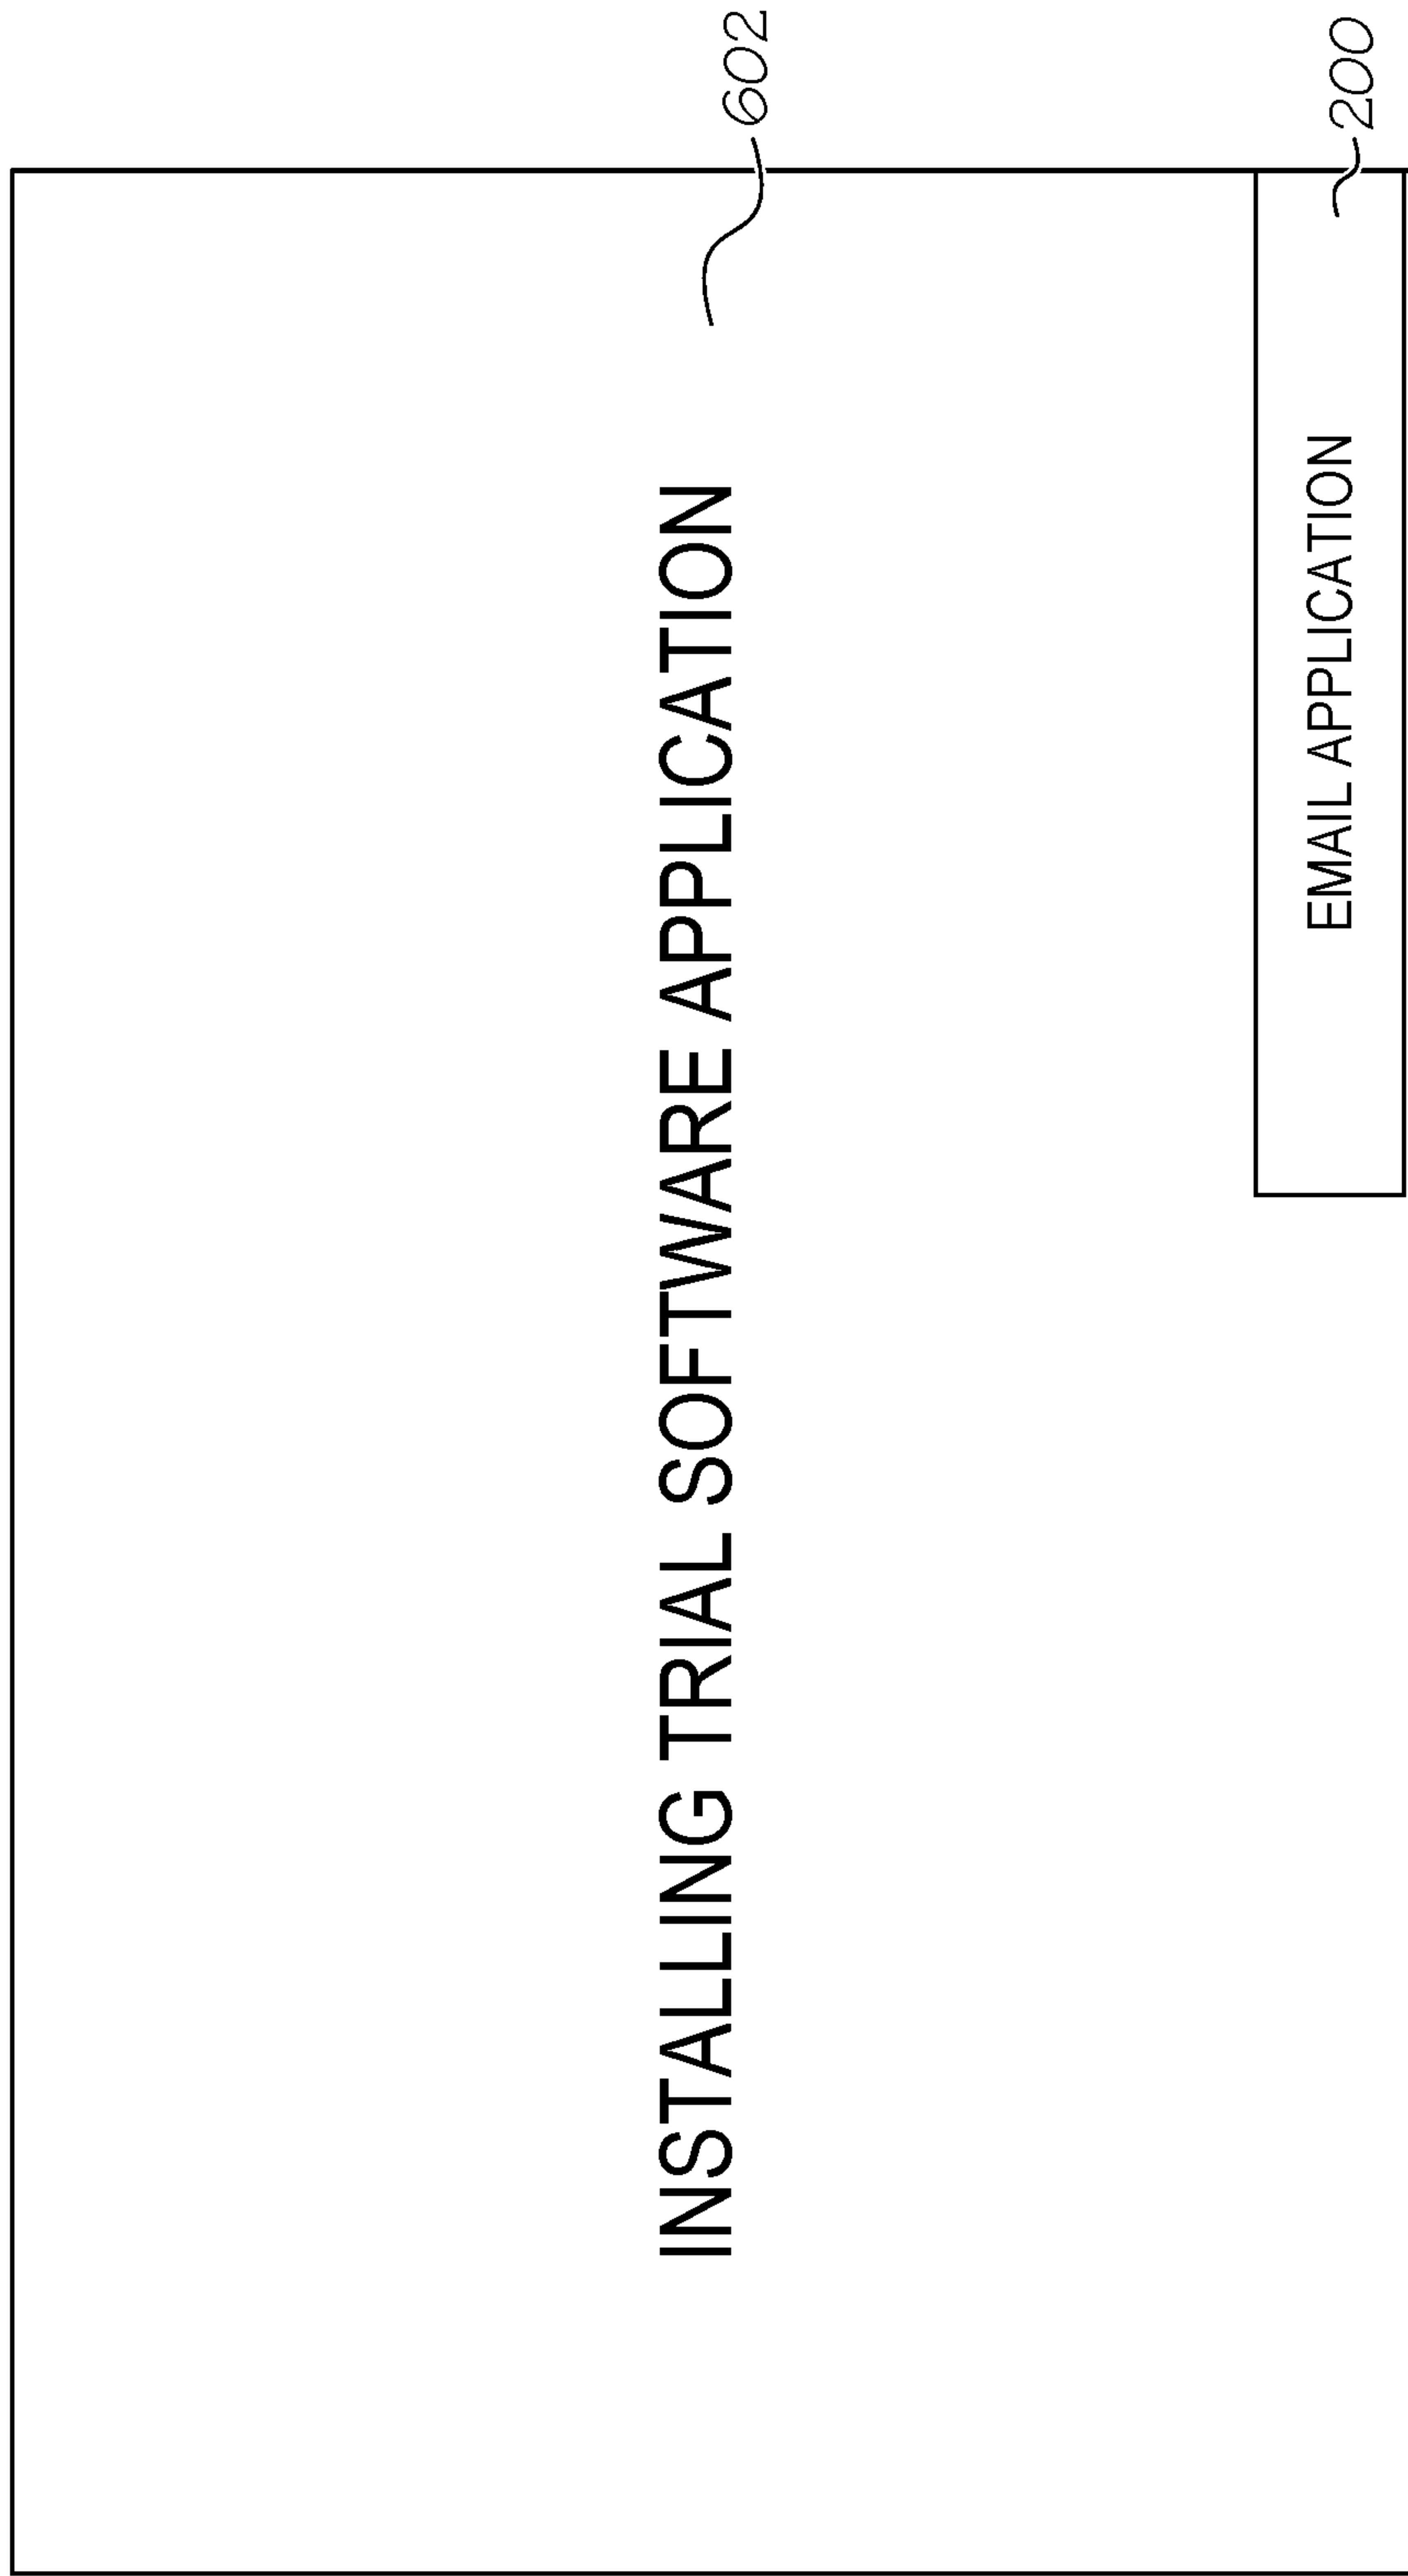 INSTALLING TRIAL SOFTWARE APPLICATION
602
EMAIL APPLICATION
200